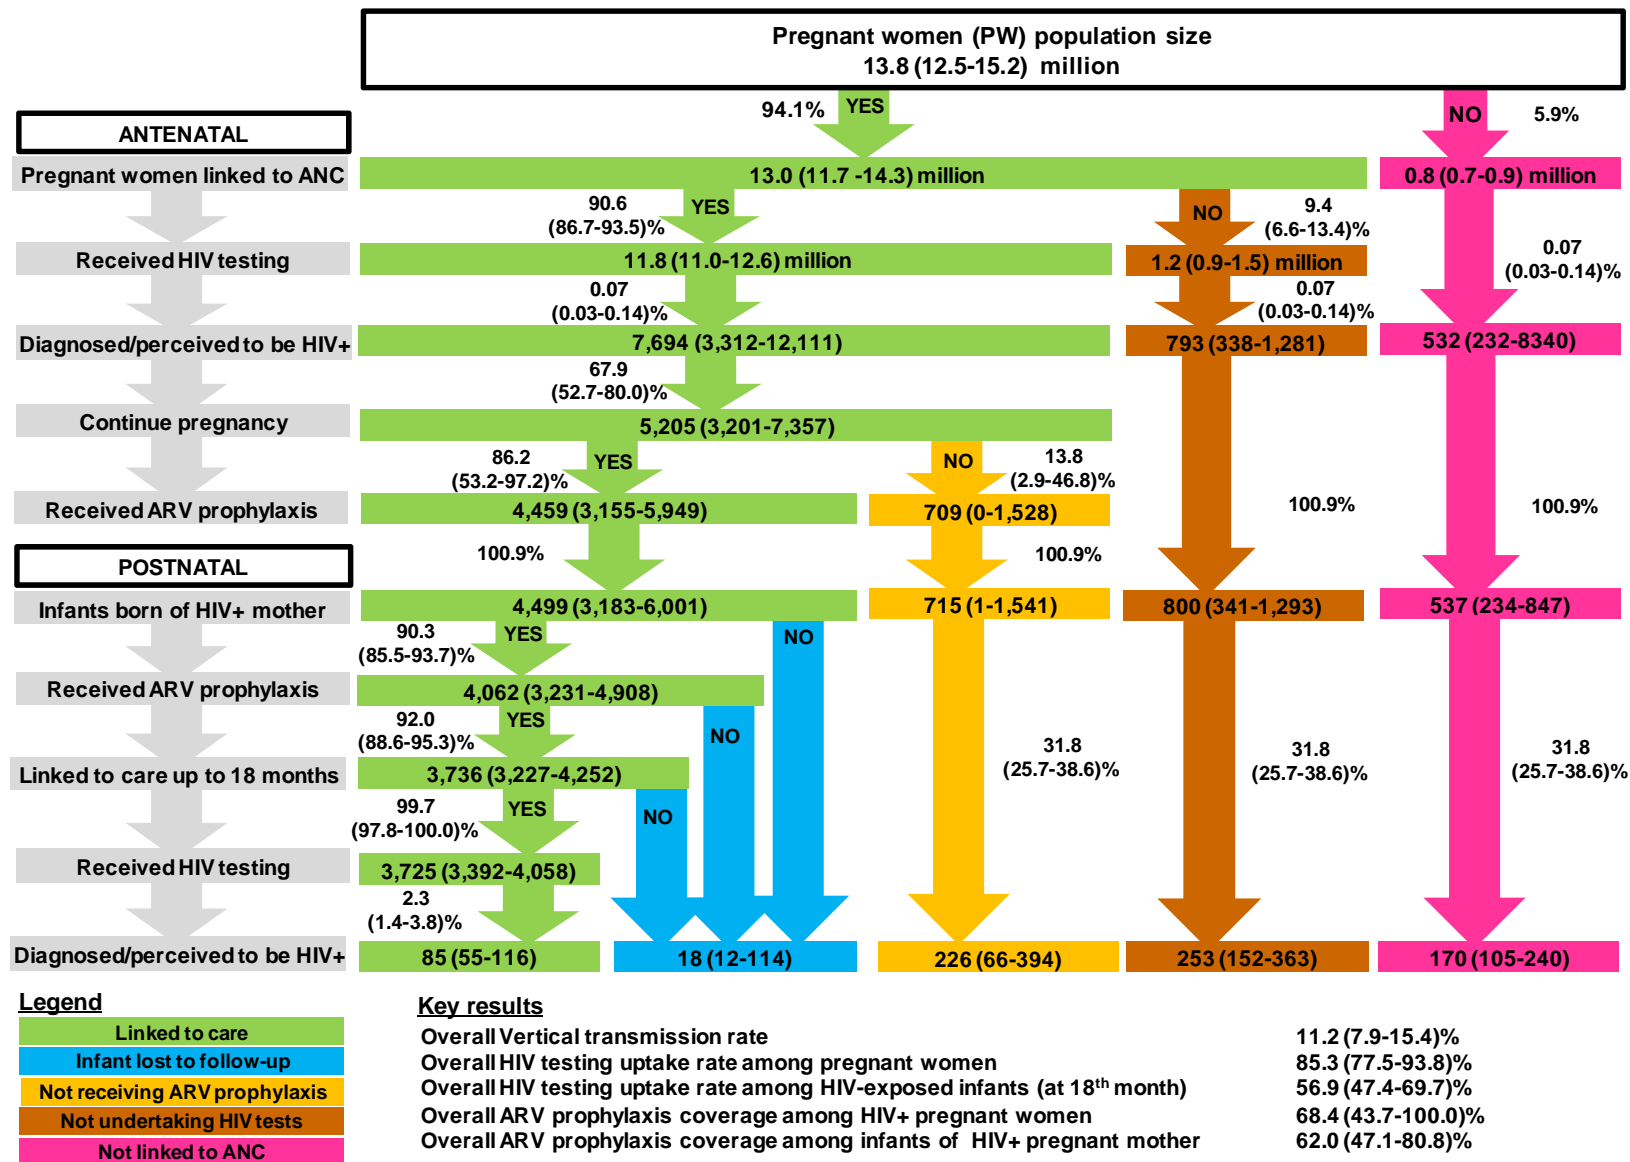 Pregnant women (PW) population size
13.8 (12.5-15.2) million
94.1%
YES
NO
5.9%
ANTENATAL
Pregnant women linked to ANC
13.0 (11.7 -14.3) million
0.8 (0.7-0.9) million
90.6
(86.7-93.5)%
YES
NO
9.4
(6.6-13.4)%
Received HIV testing
11.8 (11.0-12.6) million
1.2 (0.9-1.5) million
0.07
(0.03-0.14)%
0.07
(0.03-0.14)%
0.07
(0.03-0.14)%
Diagnosed/perceived to be HIV+
7,694 (3,312-12,111)
793 (338-1,281)
532 (232-8340)
67.9
(52.7-80.0)%
Continue pregnancy
5,205 (3,201-7,357)
86.2
(53.2-97.2)%
YES
NO
13.8
(2.9-46.8)%
Received ARV prophylaxis
4,459 (3,155-5,949)
709 (0-1,528)
100.9%
100.9%
100.9%
100.9%
POSTNATAL
Infants born of HIV+ mother
4,499 (3,183-6,001)
715 (1-1,541)
800 (341-1,293)
537 (234-847)
90.3
(85.5-93.7)%
YES
NO
Received ARV prophylaxis
4,062 (3,231-4,908)
92.0
(88.6-95.3)%
YES
NO
31.8
(25.7-38.6)%
31.8
(25.7-38.6)%
31.8
(25.7-38.6)%
Linked to care up to 18 months
3,736 (3,227-4,252)
99.7
(97.8-100.0)%
YES
NO
Received HIV testing
3,725 (3,392-4,058)
2.3
(1.4-3.8)%
Diagnosed/perceived to be HIV+
85 (55-116)
18 (12-114)
226 (66-394)
253 (152-363)
170 (105-240)
Legend
Linked to care
Infant lost to follow-up
Not receiving ARV prophylaxis
Not undertaking HIV tests
Not linked to ANC
Key results
Overall Vertical transmission rate 11.2 (7.9-15.4)%
Overall HIV testing uptake rate among pregnant women 85.3 (77.5-93.8)%
Overall HIV testing uptake rate among HIV-exposed infants (at 18th month) 56.9 (47.4-69.7)%
Overall ARV prophylaxis coverage among HIV+ pregnant women 68.4 (43.7-100.0)%
Overall ARV prophylaxis coverage among infants of HIV+ pregnant mother 62.0 (47.1-80.8)%